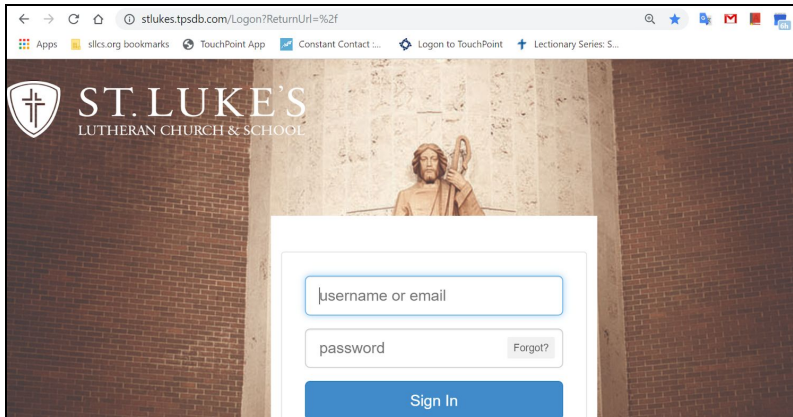 stlukes.tpsdb.com/Logon?ReturnUrl=%2f
Apps sllcs.org bookmarks TouchPoint App Constant Contact :... Logon to TouchPoint Lectionary Series: S...
ST. LUKE'S
LUTHERAN CHURCH & SCHOOL
username or email
password Forgot?
Sign In